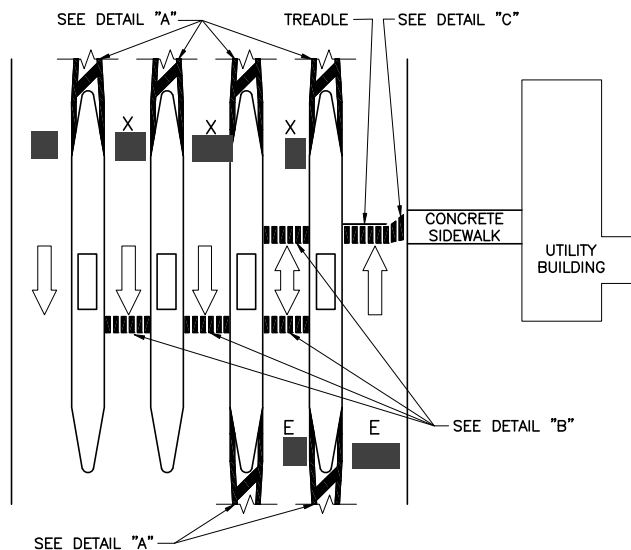 SEE DETAIL "A"
TREADLE
SEE DETAIL "C"
X
X
X
CONCRETE
SIDEWALK
UTILITY
BUILDING
E
E
SEE DETAIL "B"
SEE DETAIL "A"